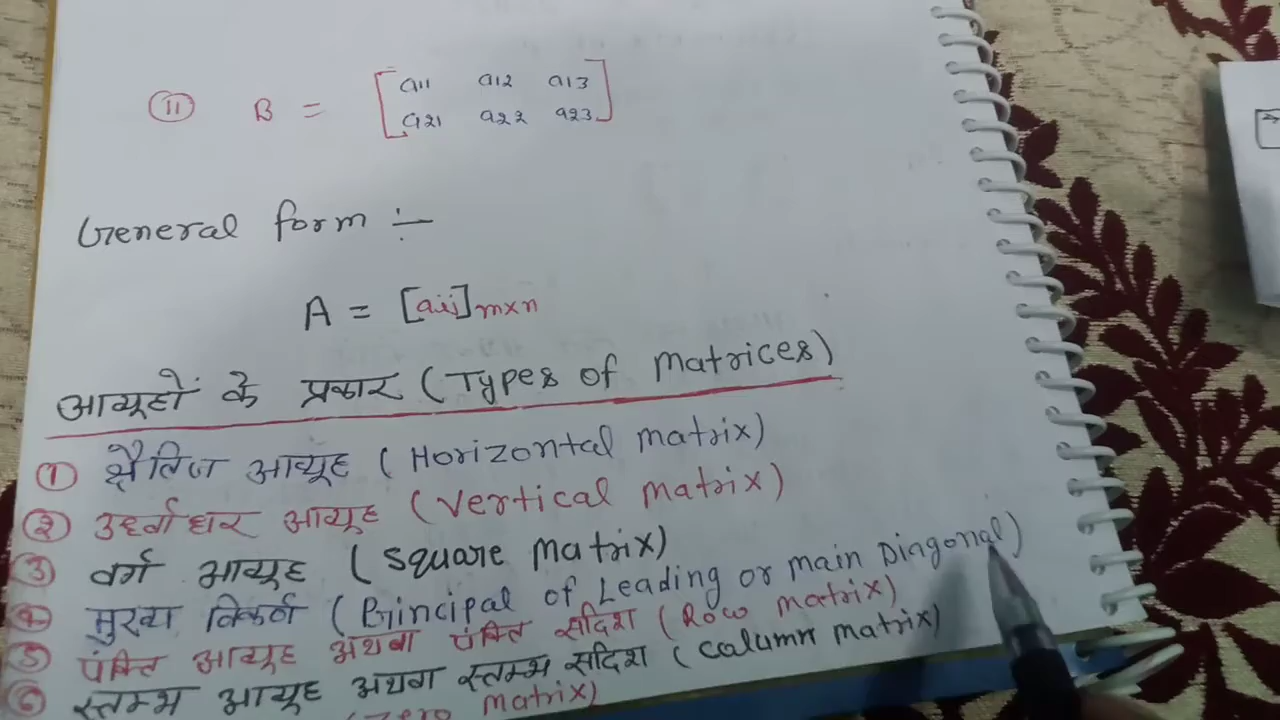 (ii) B = [ a11 a12 a13
a21 a22 a23 ]
General form :-
A = [aij]m×n
आव्यूहों के प्रकार (Types of Matrices)
① क्षैतिज आव्यूह (Horizontal matrix)
② उर्ध्वाधर आव्यूह (Vertical matrix)
③ वर्ग आव्यूह (square Matrix)
④ मुख्य विकर्ण (Principal of Leading or main Diagonal)
⑤ पंक्ति आव्यूह अथवा पंक्ति सदिश (Row matrix)
⑥ स्तम्भ आव्यूह अथवा स्तम्भ सदिश (column matrix)
(Zero matrix)